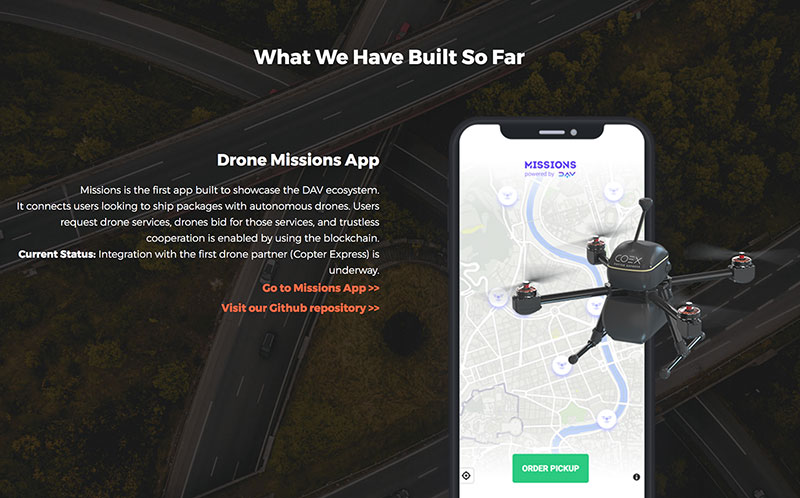 What We Have Built So Far
Drone Missions App
Missions is the first app built to showcase the DAV ecosystem.
It connects users looking to ship packages with autonomous drones. Users
request drone services, drones bid for those services, and trustless
cooperation is enabled by using the blockchain.
Current Status: Integration with the first drone partner (Copter Express) is
underway.
Go to Missions App >>
Visit our Github repository >>
MISSIONS
powered by DAV
COEX
ORDER PICKUP